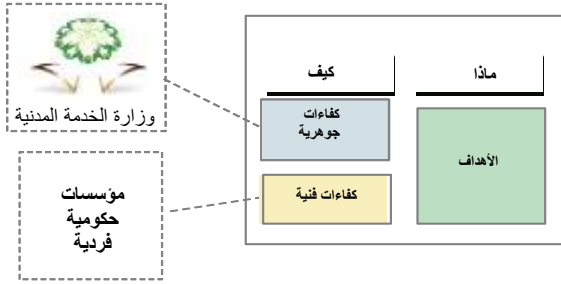 ماذا
كيف
الأهداف
كفاءات
جوهرية
كفاءات فنية
وزارة الخدمة المدنية
مؤسسات
حكومية
فردية